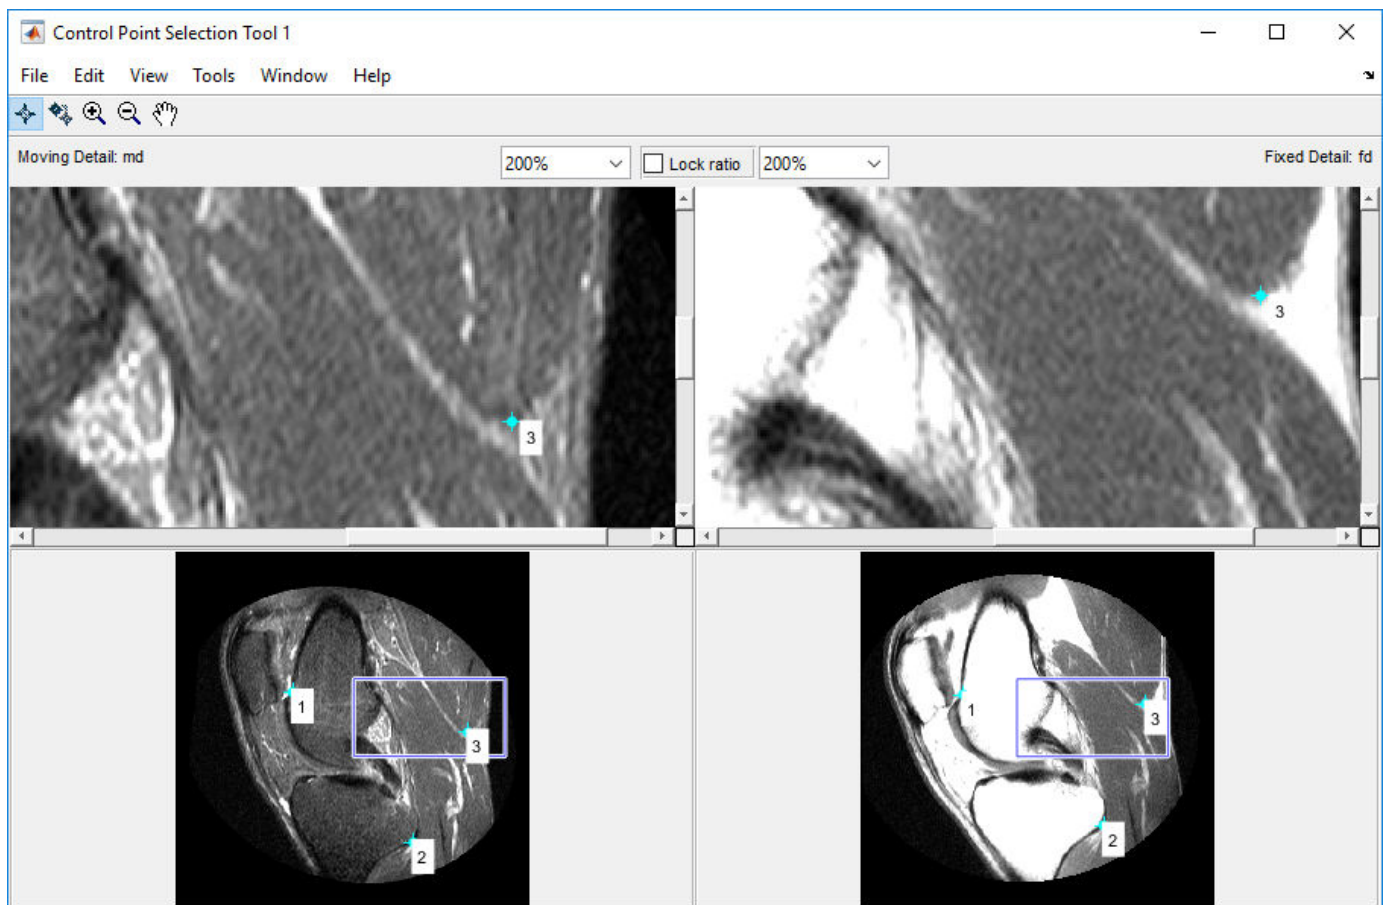 Control Point Selection Tool 1
File Edit View Tools Window Help
Moving Detail: md
200%
Lock ratio
200%
Fixed Detail: fd
3
3
1
3
2
1
3
2